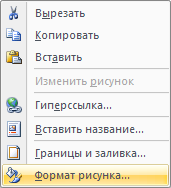 Вырезать
Копировать
Вставить
Изменить рисунок
Гиперссылка...
Вставить название...
Границы и заливка...
Формат рисунка...